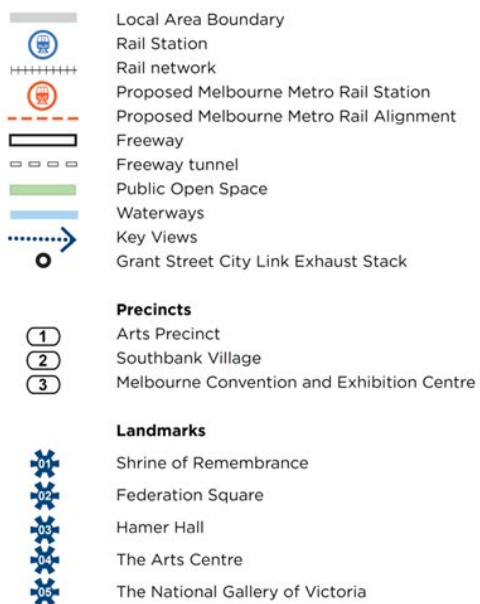 Local Area Boundary
Rail Station
Rail network
Proposed Melbourne Metro Rail Station
Proposed Melbourne Metro Rail Alignment
Freeway
Freeway tunnel
Public Open Space
Waterways
Key Views
Grant Street City Link Exhaust Stack
Precincts
1 Arts Precinct
2 Southbank Village
3 Melbourne Convention and Exhibition Centre
Landmarks
01 Shrine of Remembrance
02 Federation Square
03 Hamer Hall
04 The Arts Centre
05 The National Gallery of Victoria